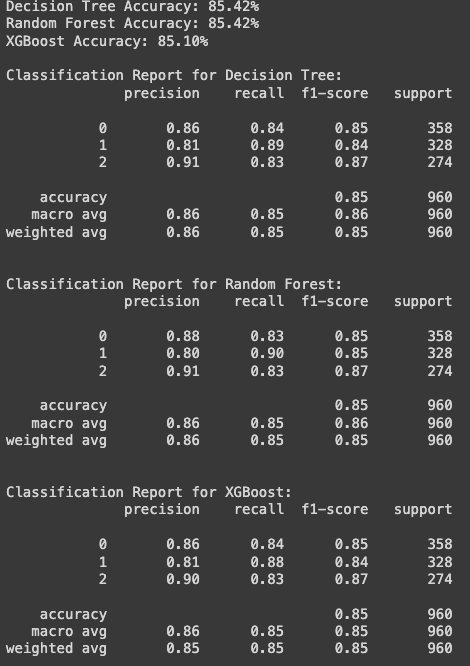 Decision Tree Accuracy: 85.42%
Random Forest Accuracy: 85.42%
XGBoost Accuracy: 85.10%
Classification Report for Decision Tree:
precision recall f1-score support
0 0.86 0.84 0.85 358
1 0.81 0.89 0.84 328
2 0.91 0.83 0.87 274
accuracy 0.85 960
macro avg 0.86 0.85 0.86 960
weighted avg 0.86 0.85 0.85 960
Classification Report for Random Forest:
precision recall f1-score support
0 0.88 0.83 0.85 358
1 0.80 0.90 0.85 328
2 0.91 0.83 0.87 274
accuracy 0.85 960
macro avg 0.86 0.85 0.86 960
weighted avg 0.86 0.85 0.85 960
Classification Report for XGBoost:
precision recall f1-score support
0 0.86 0.84 0.85 358
1 0.81 0.88 0.84 328
2 0.90 0.83 0.87 274
accuracy 0.85 960
macro avg 0.86 0.85 0.85 960
weighted avg 0.85 0.85 0.85 960